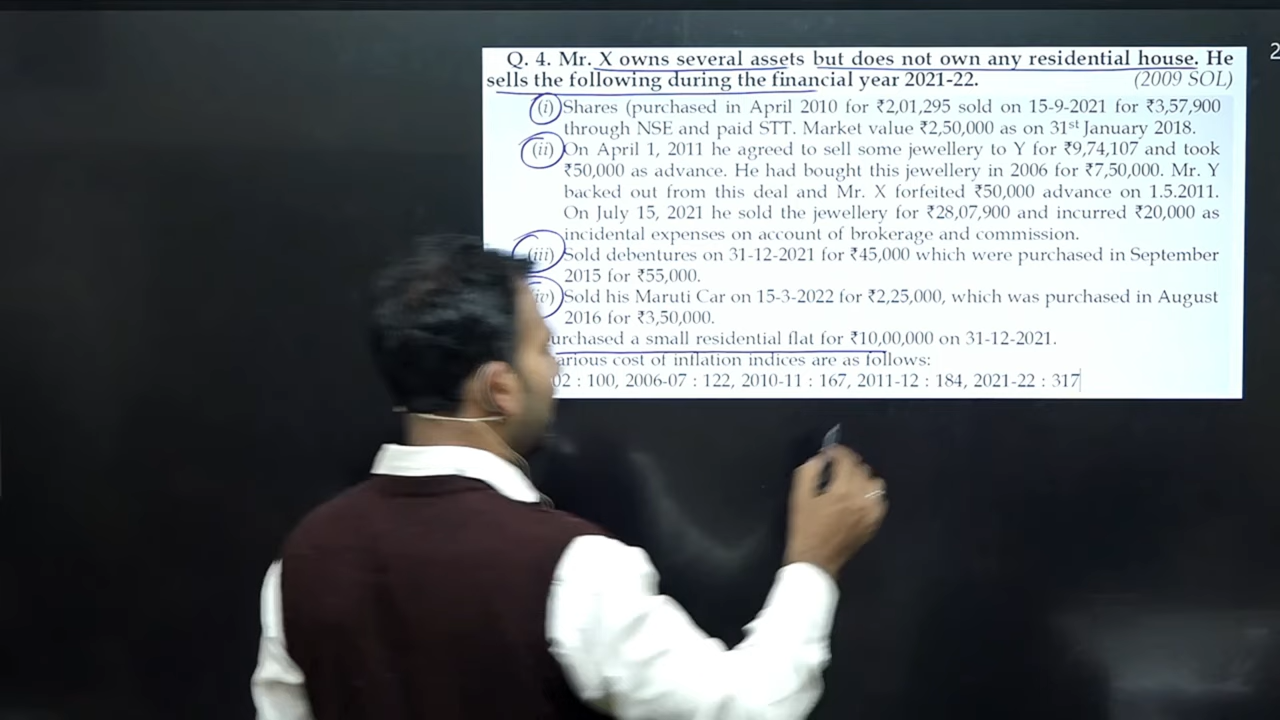 Q. 4. Mr. X owns several assets but does not own any residential house. He
sells the following during the financial year 2021-22. (2009 SOL)
(i) Shares (purchased in April 2010 for ₹2,01,295 sold on 15-9-2021 for ₹3,57,900
through NSE and paid STT. Market value ₹2,50,000 as on 31st January 2018.
(ii) On April 1, 2011 he agreed to sell some jewellery to Y for ₹9,74,107 and took
₹50,000 as advance. He had bought this jewellery in 2006 for ₹7,50,000. Mr. Y
backed out from this deal and Mr. X forfeited ₹50,000 advance on 1.5.2011.
On July 15, 2021 he sold the jewellery for ₹28,07,900 and incurred ₹20,000 as
incidental expenses on account of brokerage and commission.
(iii) Sold debentures on 31-12-2021 for ₹45,000 which were purchased in September
2015 for ₹55,000.
Sold his Maruti Car on 15-3-2022 for ₹2,25,000, which was purchased in August
2016 for ₹3,50,000.
a small residential flat for ₹10,00,000 on 31-12-2021.
cost of inflation indices are as follows:
: 100, 2006-07 : 122, 2010-11 : 167, 2011-12 : 184, 2021-22 : 317
2